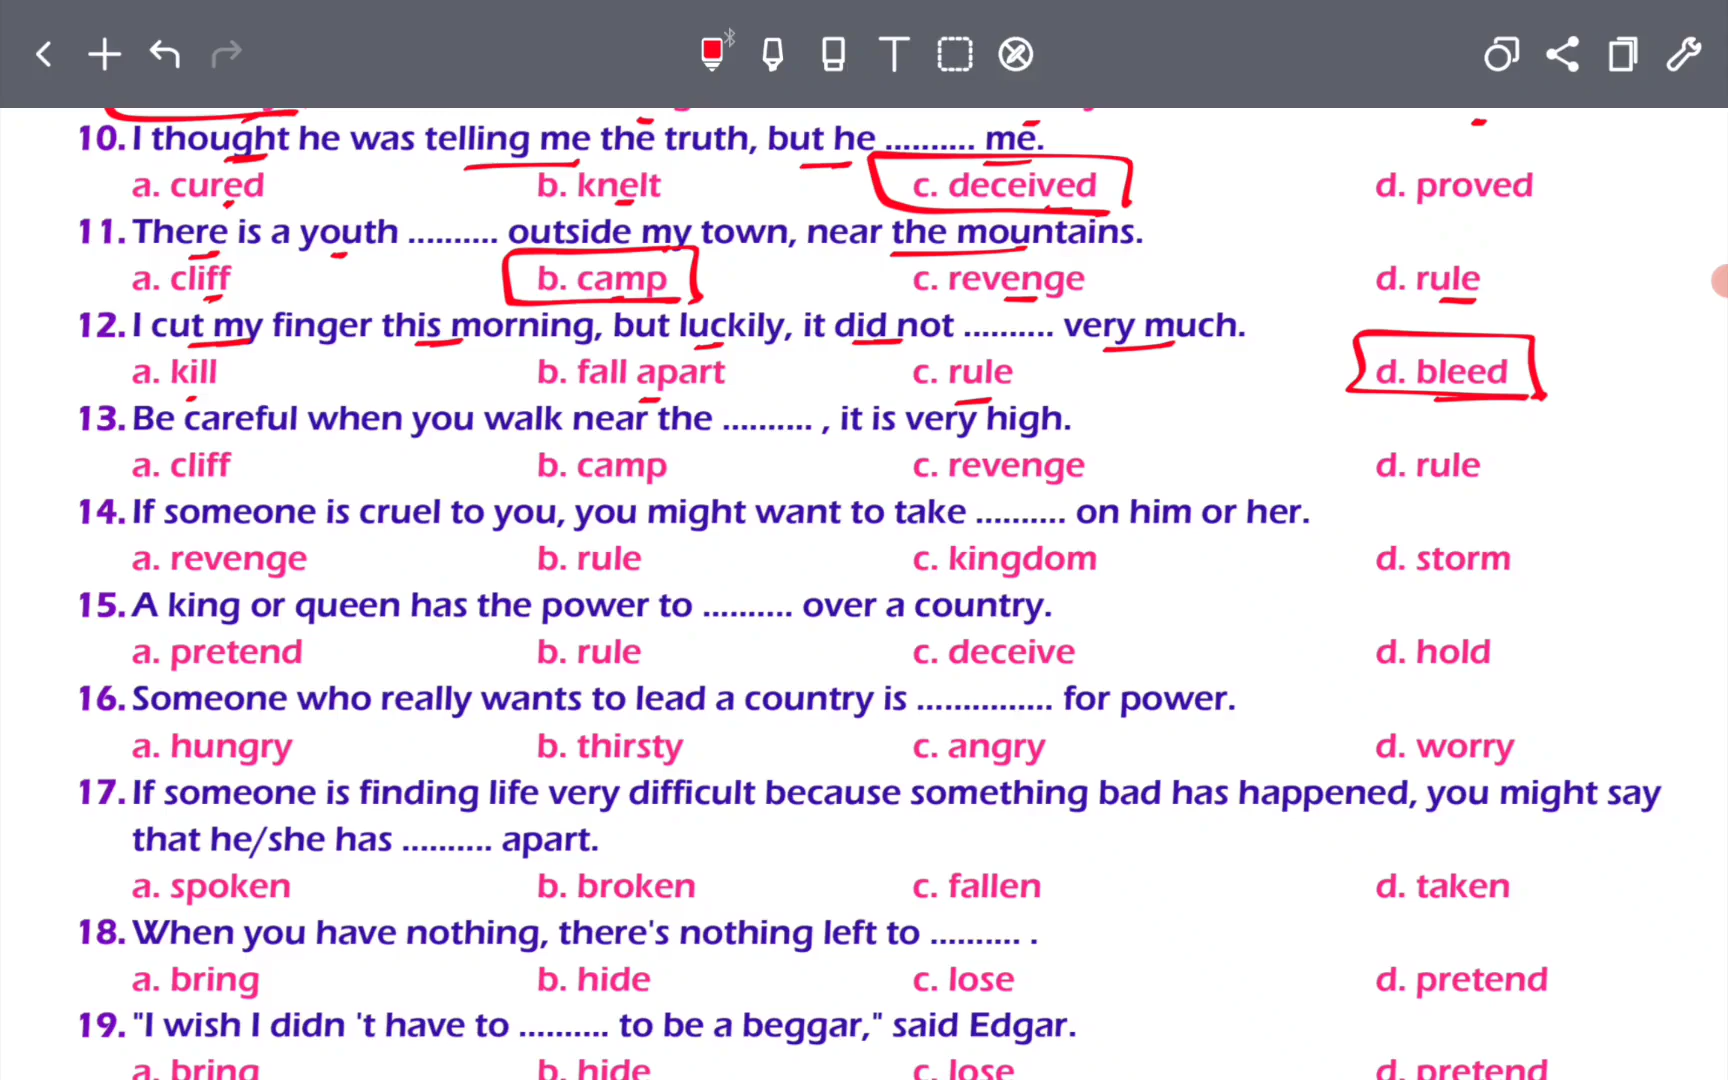 10. I thought he was telling me the truth, but he .......... me.
a. cured b. knelt c. deceived d. proved
11. There is a youth .......... outside my town, near the mountains.
a. cliff b. camp c. revenge d. rule
12. I cut my finger this morning, but luckily, it did not .......... very much.
a. kill b. fall apart c. rule d. bleed
13. Be careful when you walk near the .......... , it is very high.
a. cliff b. camp c. revenge d. rule
14. If someone is cruel to you, you might want to take .......... on him or her.
a. revenge b. rule c. kingdom d. storm
15. A king or queen has the power to .......... over a country.
a. pretend b. rule c. deceive d. hold
16. Someone who really wants to lead a country is ............... for power.
a. hungry b. thirsty c. angry d. worry
17. If someone is finding life very difficult because something bad has happened, you might say
that he/she has .......... apart.
a. spoken b. broken c. fallen d. taken
18. When you have nothing, there's nothing left to .......... .
a. bring b. hide c. lose d. pretend
19. "I wish I didn 't have to .......... to be a beggar," said Edgar.
a. bring b. hide c. lose d. pretend